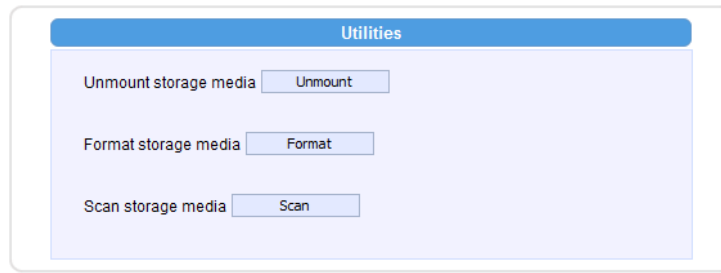 Utilities
Unmount storage media Unmount
Format storage media Format
Scan storage media Scan